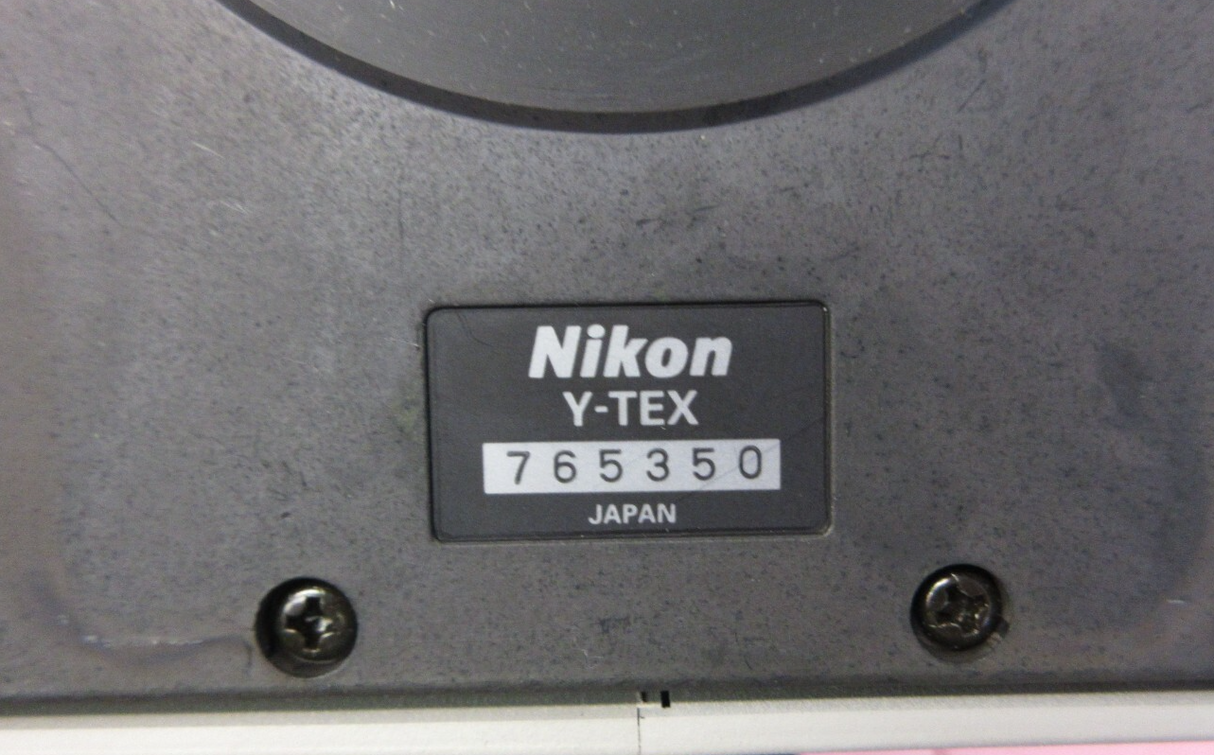 Nikon
Y-TEX
765350
JAPAN